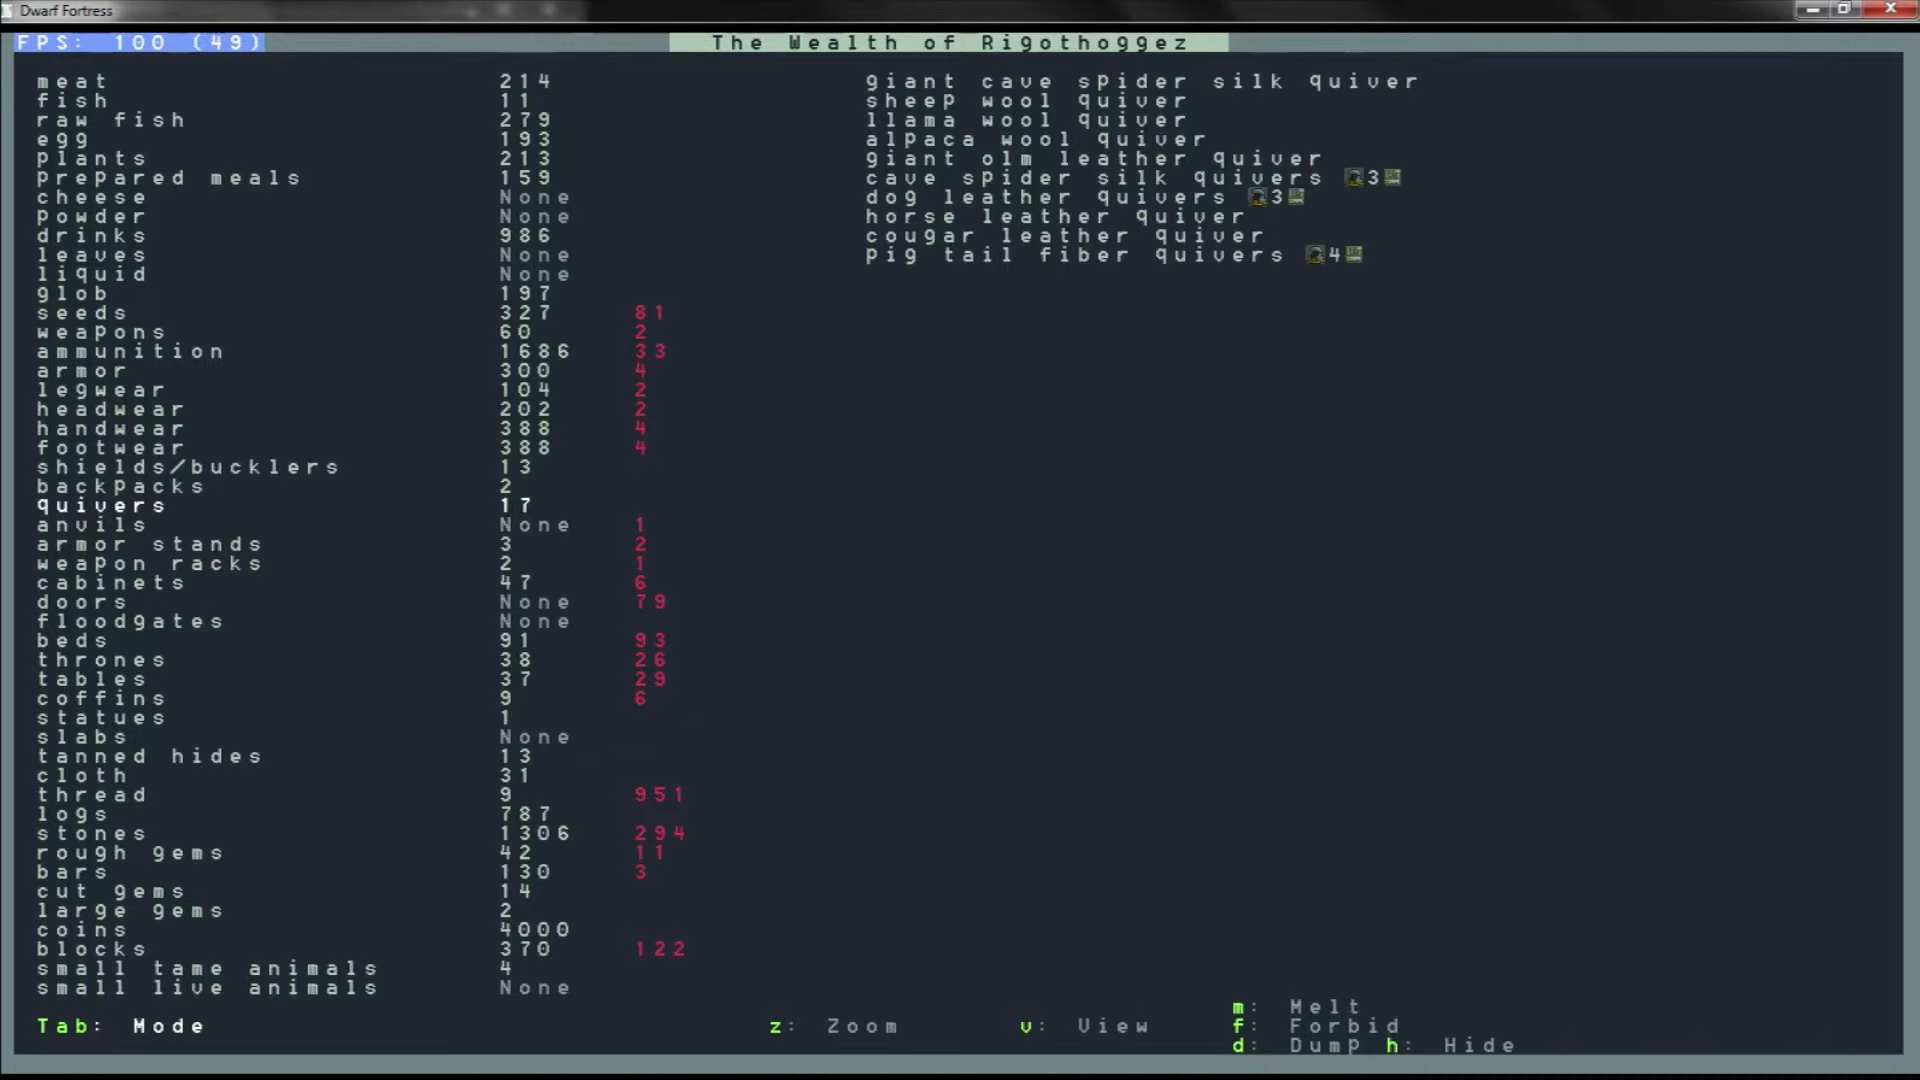 Dwarf Fortress
FPS: 100 (49)
The Wealth of Rigothoggez
meat 214 giant cave spider silk quiver
fish 11 sheep wool quiver
raw fish 279 llama wool quiver
egg 193 alpaca wool quiver
plants 213 giant olm leather quiver
prepared meals 159 cave spider silk quivers 3
cheese None dog leather quivers 3
powder None horse leather quiver
drinks 986 cougar leather quiver
leaves None pig tail fiber quivers 4
liquid None
glob 197
seeds 327 81
weapons 60 2
ammunition 1686 33
armor 300 4
legwear 104 2
headwear 202 2
handwear 388 4
footwear 388 4
shields/bucklers 13
backpacks 2
quivers 17
anvils None 1
armor stands 3 2
weapon racks 2 1
cabinets 47 6
doors None 79
floodgates None
beds 91 93
thrones 38 26
tables 37 29
coffins 9 6
statues 1
slabs None
tanned hides 13
cloth 31
thread 9 951
logs 787
stones 1306 294
rough gems 42 11
bars 130 3
cut gems 14
large gems 2
coins 4000
blocks 370 122
small tame animals 4
small live animals None
m: Melt
Tab: Mode z: Zoom v: View f: Forbid
d: Dump h: Hide